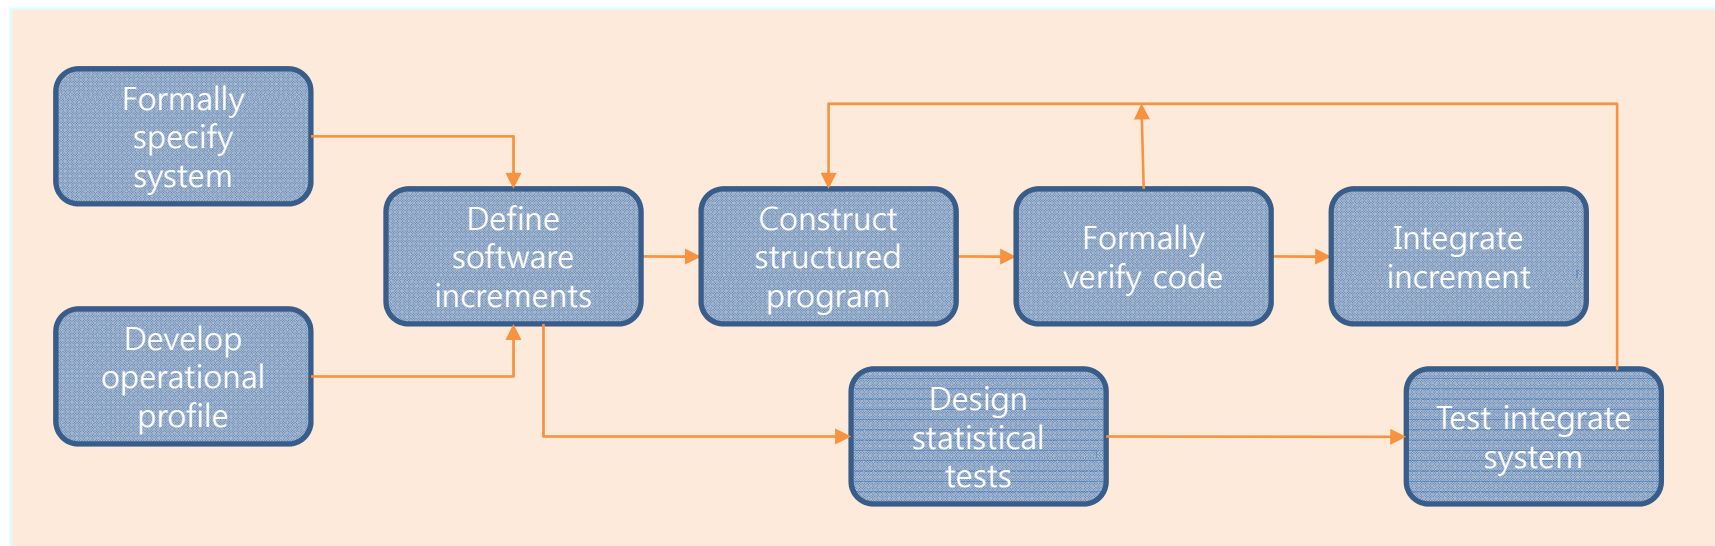 Formally
specify
system
Develop
operational
profile
Define
software
increments
Construct
structured
program
Formally
verify code
Integrate
increment
Design
statistical
tests
Test integrate
system